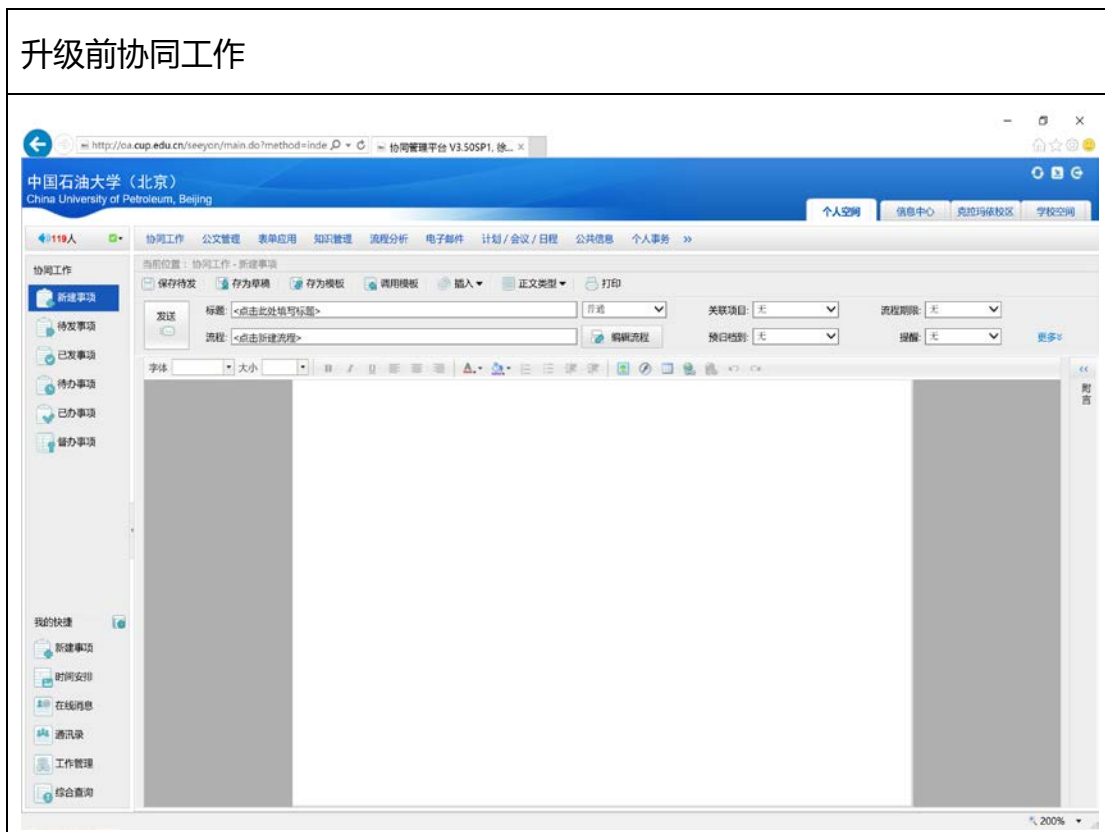 升级前协同工作
http://oa.cup.edu.cn/seeyon/main.do?method=inde
协同管理平台 V3.50SP1, 徐...
中国石油大学（北京）
China University of Petroleum, Beijing
个人空间 信息中心 克拉玛依校区 学校空间
119人 协同工作 公文管理 表单应用 知识管理 流程分析 电子邮件 计划 / 会议 / 日程 公共信息 个人事务 »
协同工作
当前位置：协同工作 - 新建事项
保存待发 存为草稿 存为模板 调用模板 插入 正文类型 打印
发送 标题: <点击此处填写标题> 普通 关联项目: 无 流程期限: 无
流程: <点击新建流程> 编辑流程 预归档到: 无 提醒: 无 更多
字体 大小 B I U A
附言
新建事项
待发事项
已发事项
待办事项
已办事项
督办事项
我的快捷
新建事项
时间安排
在线消息
通讯录
工作管理
综合查询
200%